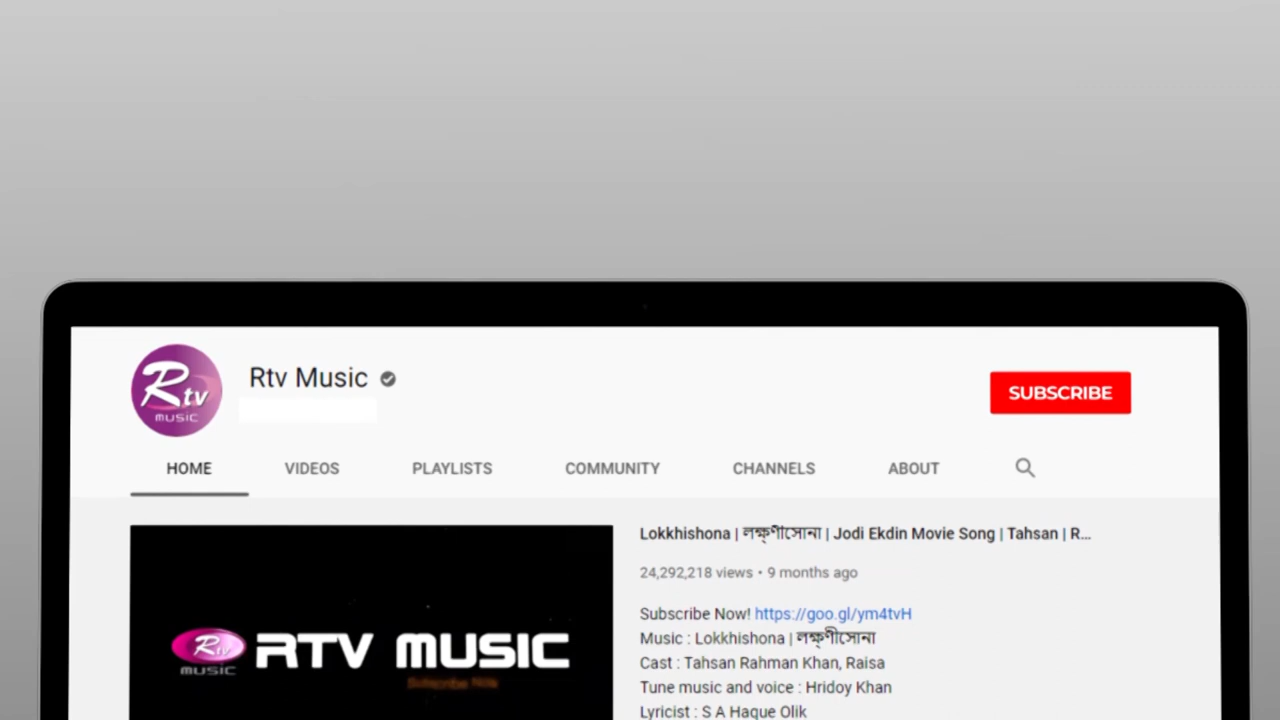 Rtv
MUSIC
Rtv Music
SUBSCRIBE
HOME VIDEOS PLAYLISTS COMMUNITY CHANNELS ABOUT
Lokkhishona | লক্ষ্ণীসোনা | Jodi Ekdin Movie Song | Tahsan | R...
24,292,218 views • 9 months ago
Subscribe Now! https://goo.gl/ym4tvH
Music : Lokkhishona | লক্ষ্ণীসোনা
Cast : Tahsan Rahman Khan, Raisa
Tune music and voice : Hridoy Khan
Lyricist : S A Haque Olik
Rtv
MUSIC
RTV MUSIC